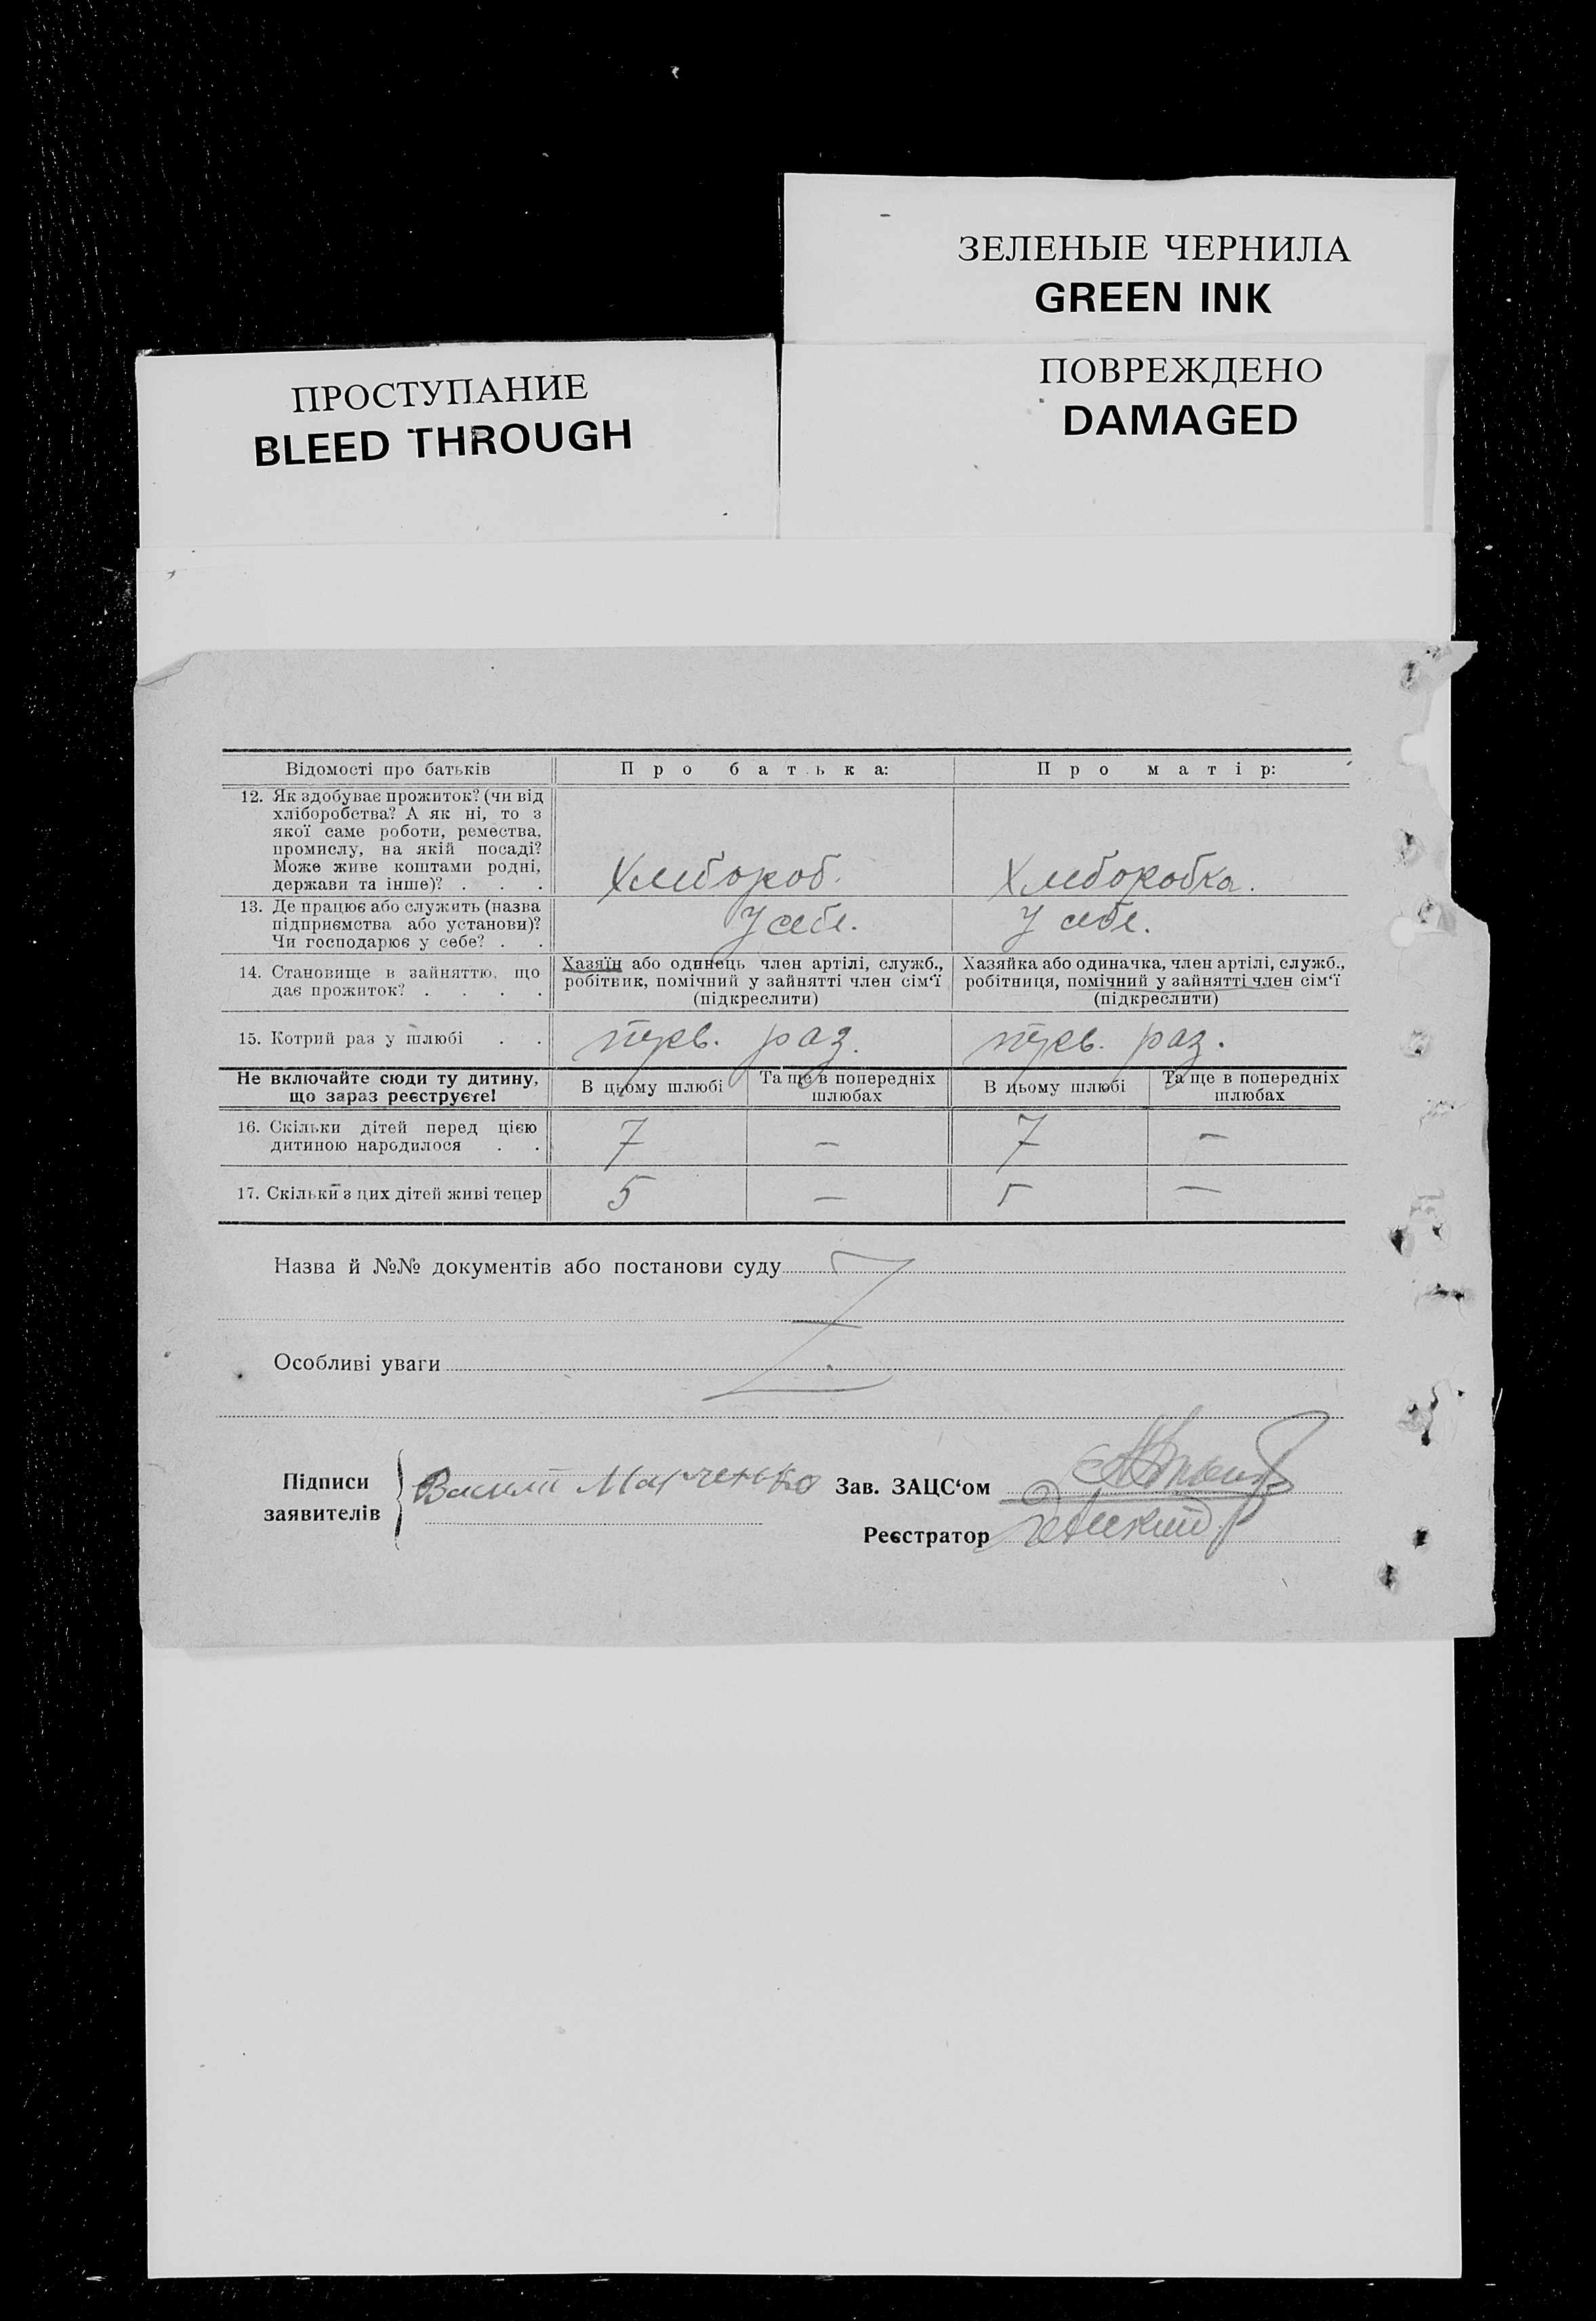 ЗЕЛЕНЫЕ ЧЕРНИЛА
GREEN INK
ПОВРЕЖДЕНО
DAMAGED
ПРОСТУПАНИЕ
BLEED THROUGH
Відомості про батьків
Про батька:
Про матір:
12. Як здобуває прожиток? (чи від
хліборобства? А як ні, то з
якої саме роботи, ремества,
промислу, на якій посаді?
Може живе коштами родні,
держави та інше)? . . .
Хлібороб.
Хлиборобка.
13. Де працює або служить (назва
підприємства або установи)?
Чи господарює у себе? . .
У себе.
У себе.
14. Становище в зайняттю, що
дає прожиток? . . . .
Хазяїн або одинець член артілі, служб.,
робітник, помічний у зайнятті член сім'ї
(підкреслити)
Хазяйка або одиначка, член артілі, служб.,
робітниця, помічний у зайнятті член сім'ї
(підкреслити)
15. Котрий раз у шлюбі . .
перв. раз.
перв. раз.
Не включайте сюди ту дитину,
що зараз реєструєте!
В цьому шлюбі
Та ще в попередніх
шлюбах
В цьому шлюбі
Та ще в попередніх
шлюбах
16. Скільки дітей перед цією
дитиною народилося . .
7
—
7
—
17. Скільки з цих дітей живі тепер
5
—
5
—
Назва й №№ документів або постанови суду
Особливі уваги
Підписи
заявителів
Василь Марченко
Зав. ЗАЦС'ом
Реєстратор